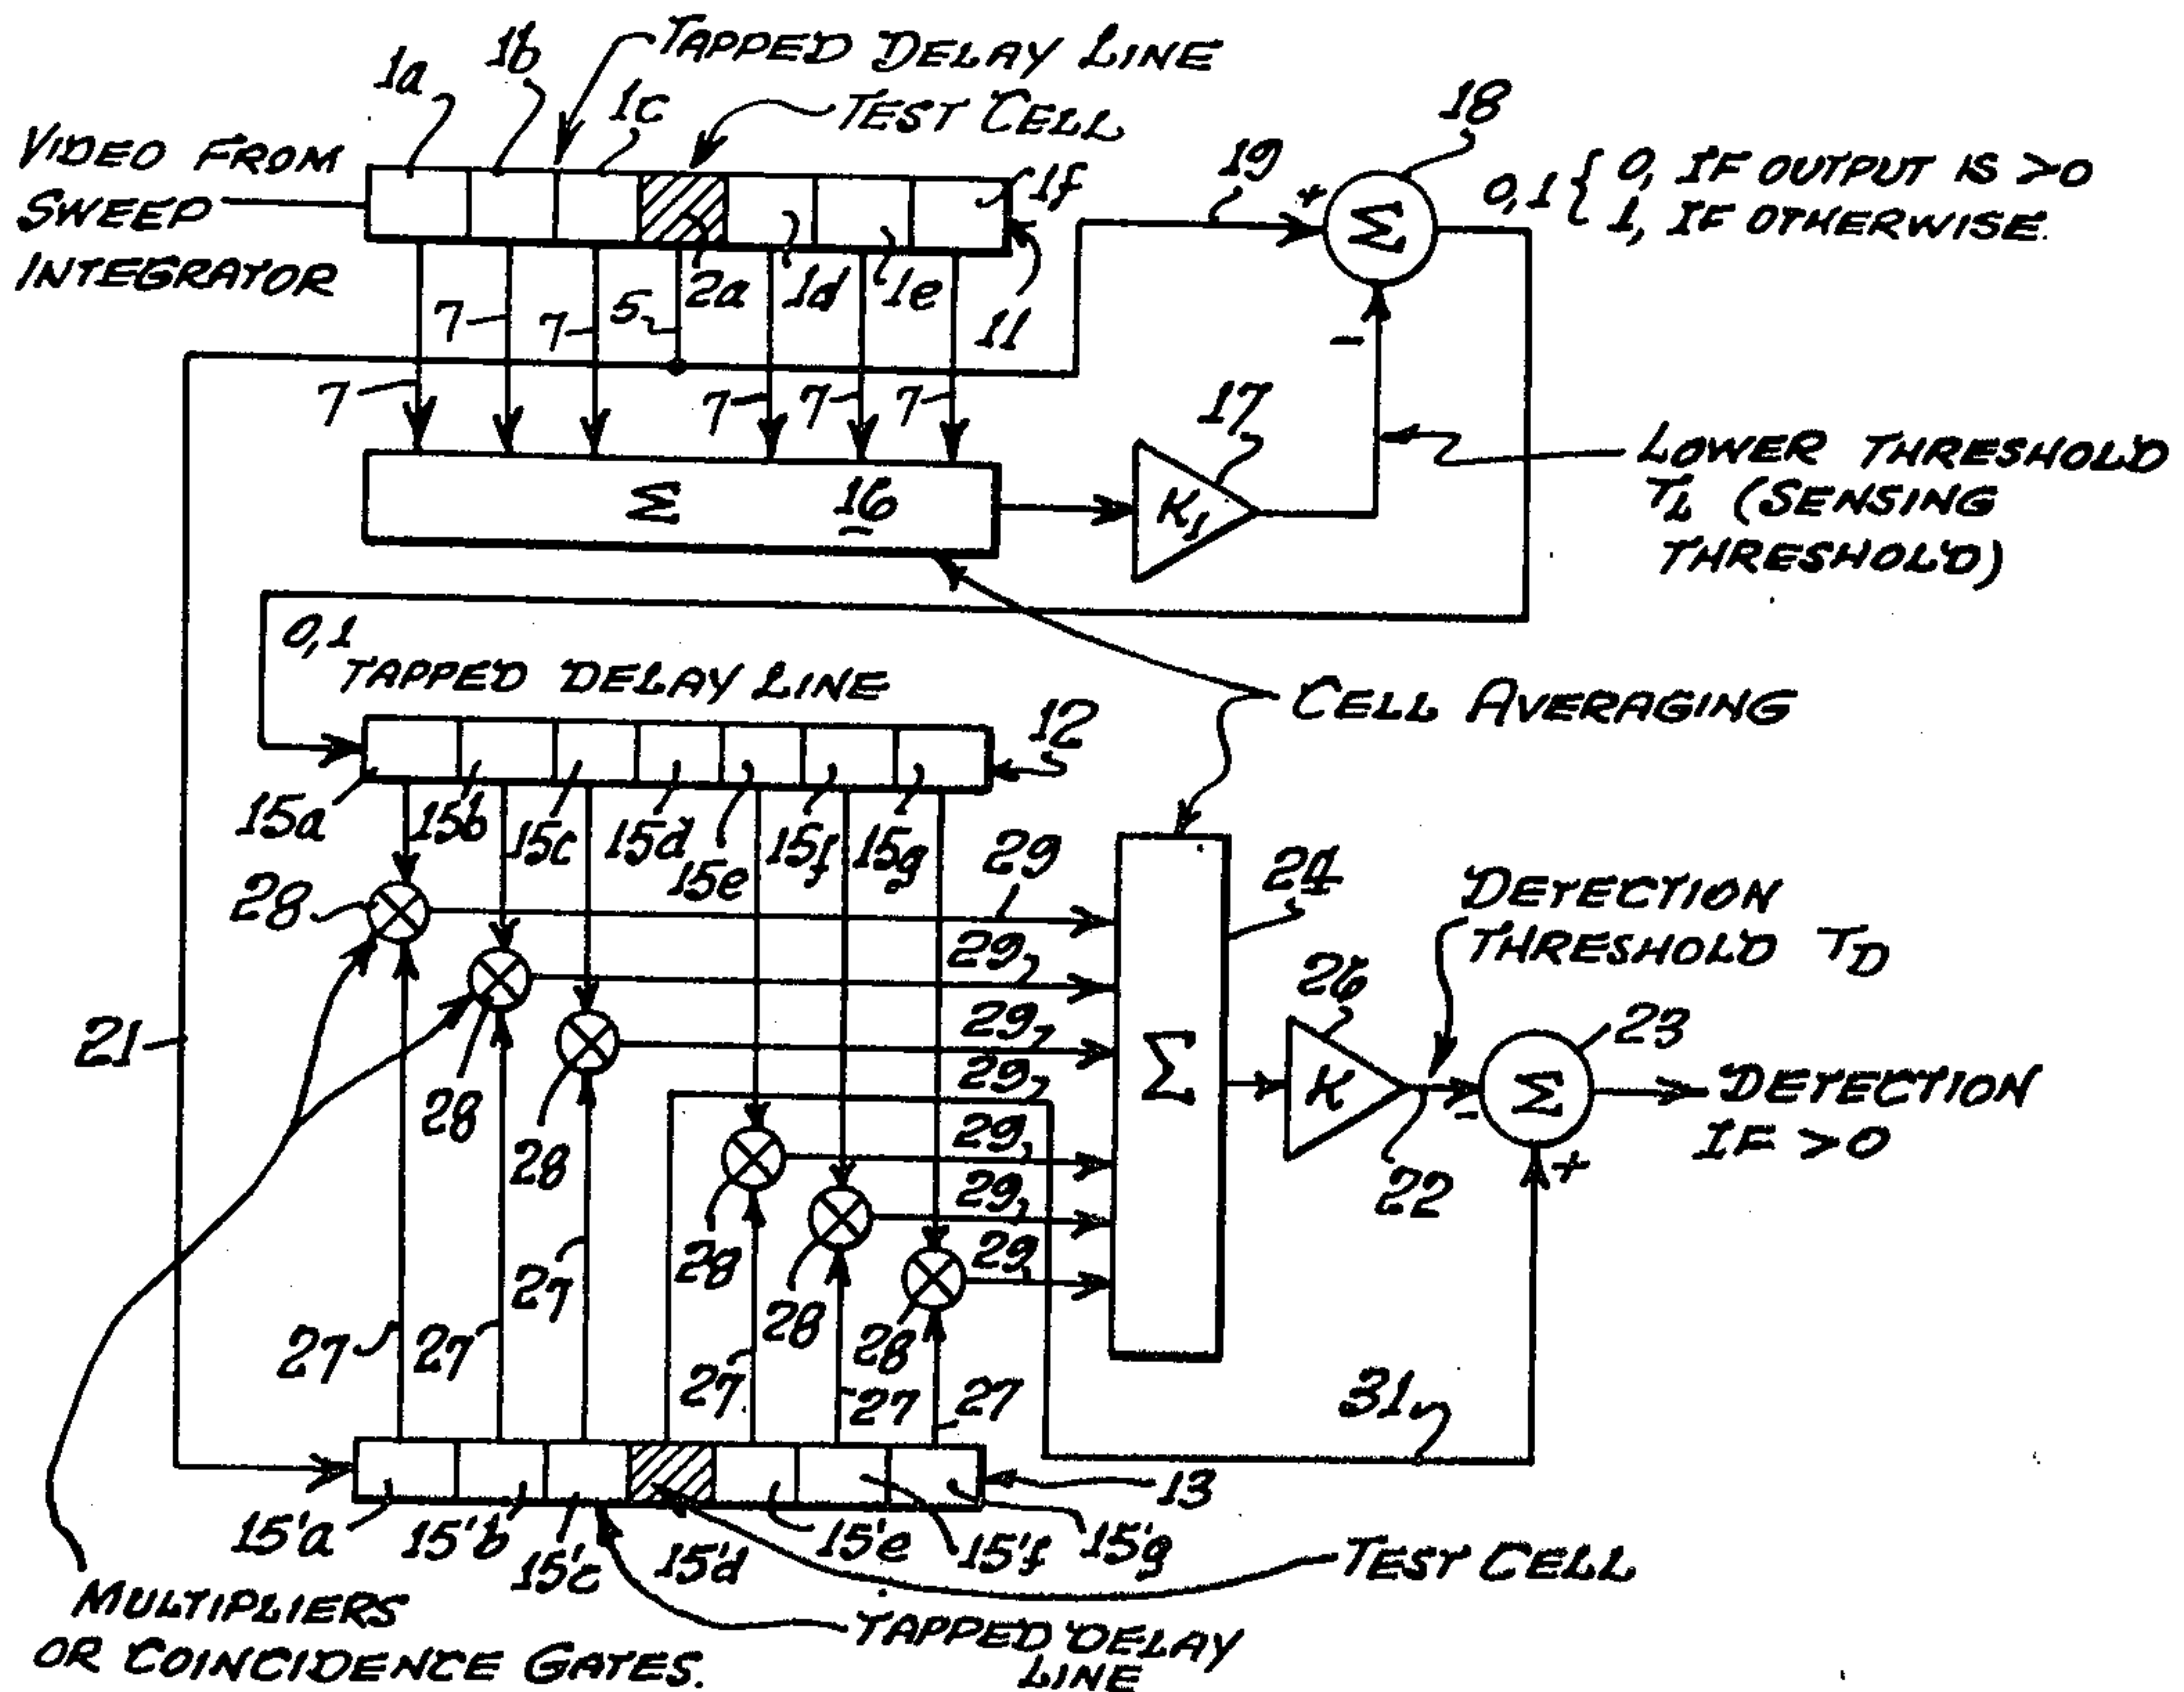 TAPPED DELAY LINE
1a
1b
1c
TEST CELL
18
VIDEO FROM
SWEEP
INTEGRATOR
1f
19
+
Σ
0,1 { 0, IF OUTPUT IS >0
1, IF OTHERWISE.
2a
1d
1e
11
7
7
5
−
7
7
7
7
17
LOWER THRESHOLD
TL (SENSING
THRESHOLD)
Σ 16
K1
0,1
TAPPED DELAY LINE
CELL AVERAGING
12
15a
15b
15c
15d
15e
15f
15g
29
24
DETECTION
THRESHOLD TD
28
29
26
29
23
21
29
Σ
K
−
Σ
DETECTION
IF >0
28
29
28
29
22
+
28
29
27
28
28
27
27
27
27
27
31
13
15'a
15'b
15'c
15'd
15'e
15'f
15'g
TEST CELL
MULTIPLIERS
OR COINCIDENCE GATES.
TAPPED DELAY
LINE